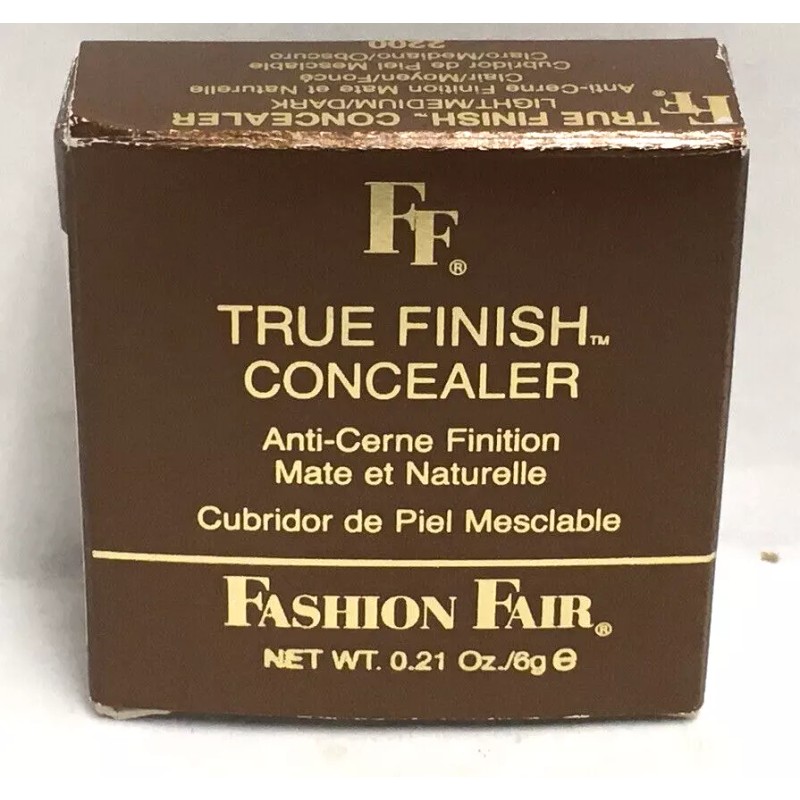 TRUE FINISH™ CONCEALER
LIGHT/MEDIUM/DARK
Anti-Cerne Finition Mate et Naturelle
Clair/Moyen/Foncé
Cubridor de Piel Mesclable
Claro/Mediano/Obscuro
2200
FF®
FF®
TRUE FINISH™
CONCEALER
Anti-Cerne Finition
Mate et Naturelle
Cubridor de Piel Mesclable
FASHION FAIR®
NET WT. 0.21 Oz./6g ℮